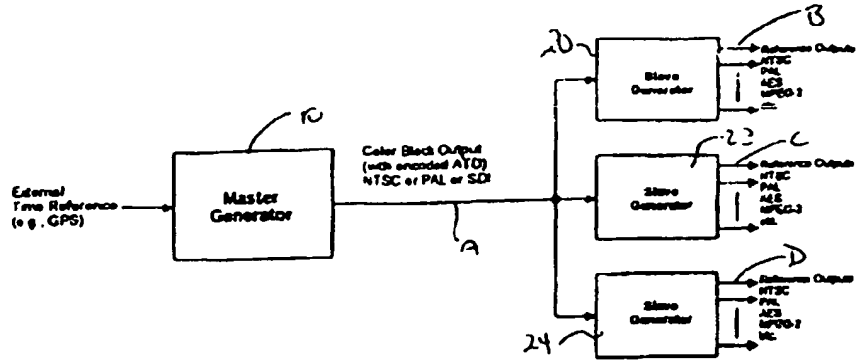 10
External
Time Reference
(e.g., GPS)
Master
Generator
Color Black Output
(with encoded ATD)
NTSC or PAL or SDI
A
20
Slave
Generator
B
Reference Outputs
NTSC
PAL
AES
MPEG-2
22
Slave
Generator
C
Reference Outputs
NTSC
PAL
AES
MPEG-2
etc.
24
Slave
Generator
D
Reference Outputs
NTSC
PAL
AES
MPEG-2
etc.